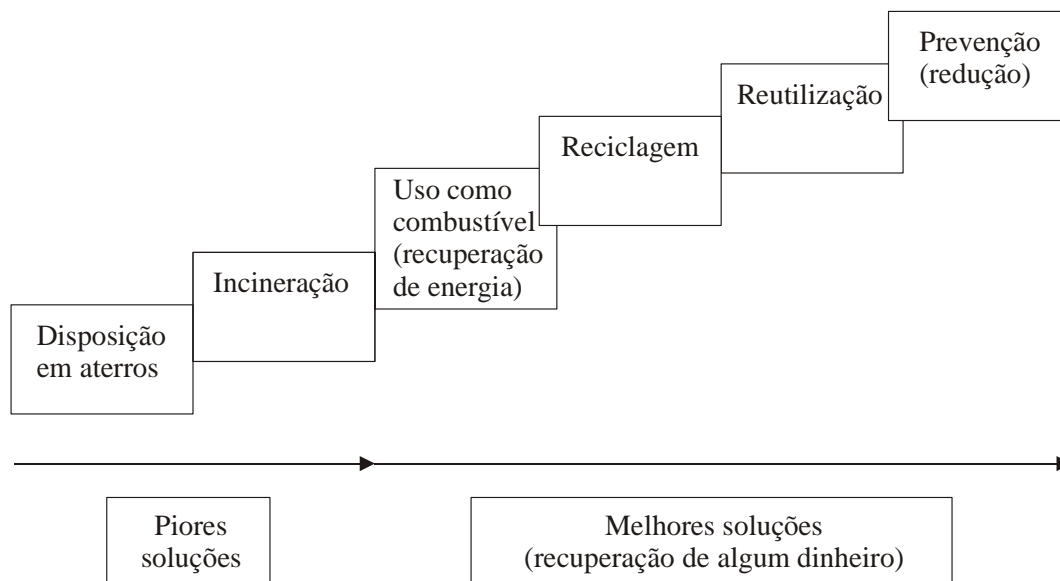 Disposição
em aterros
Incineração
Uso como
combustível
(recuperação
de energia)
Reciclagem
Reutilização
Prevenção
(redução)
Piores
soluções
Melhores soluções
(recuperação de algum dinheiro)